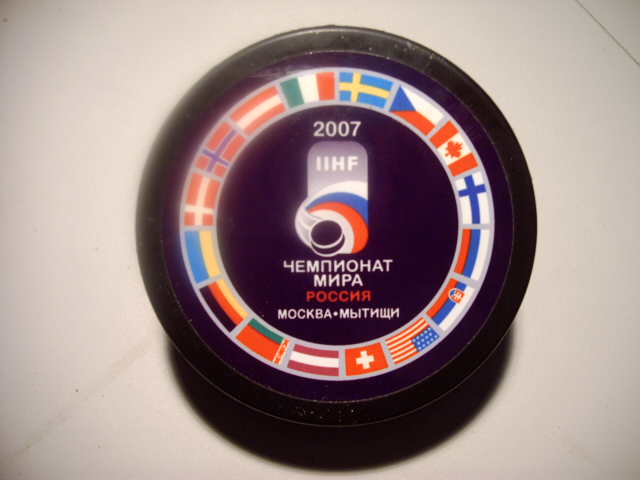 2007
IIHF
ЧЕМПИОНАТ
МИРА
РОССИЯ
МОСКВА•МЫТИЩИ